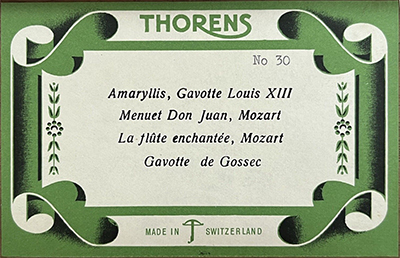 THORENS
No 30
Amaryllis, Gavotte Louis XIII
Menuet Don Juan, Mozart
La flûte enchantée, Mozart
Gavotte de Gossec
MADE IN SWITZERLAND